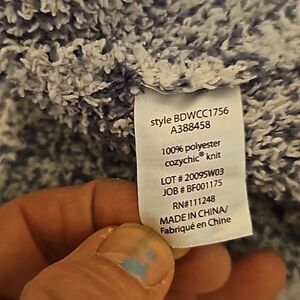 style BDWCC1756
A388458
100% polyester
cozychic® knit
LOT # 2009SW03
JOB # BF001175
RN#111248
MADE IN CHINA/
Fabriqué en Chine